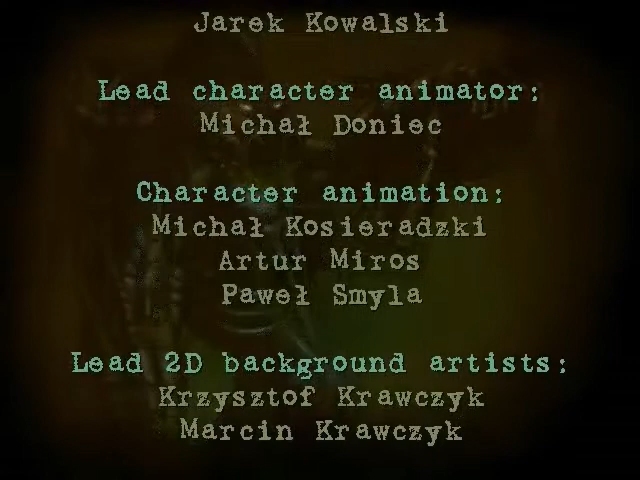 Jarek Kowalski
Lead character animator:
Michał Doniec
Character animation:
Michał Kosieradzki
Artur Miros
Paweł Smyla
Lead 2D background artists:
Krzysztof Krawczyk
Marcin Krawczyk